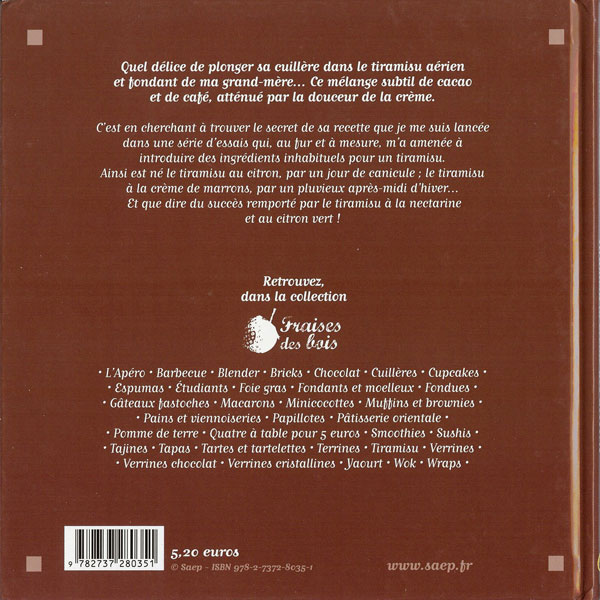 Quel délice de plonger sa cuillère dans le tiramisu aérien
et fondant de ma grand-mère... Ce mélange subtil de cacao
et de café, atténué par la douceur de la crème.
C'est en cherchant à trouver le secret de sa recette que je me suis lancée
dans une série d'essais qui, au fur et à mesure, m'a amenée à
introduire des ingrédients inhabituels pour un tiramisu.
Ainsi est né le tiramisu au citron, par un jour de canicule ; le tiramisu
à la crème de marrons, par un pluvieux après-midi d'hiver...
Et que dire du succès remporté par le tiramisu à la nectarine
et au citron vert !
Retrouvez,
dans la collection
Fraises
des bois
• L'Apéro • Barbecue • Blender • Bricks • Chocolat • Cuillères • Cupcakes •
• Espumas • Étudiants • Foie gras • Fondants et moelleux • Fondues •
• Gâteaux fastoches • Macarons • Minicocottes • Muffins et brownies •
• Pains et viennoiseries • Papillotes • Pâtisserie orientale •
• Pomme de terre • Quatre à table pour 5 euros • Smoothies • Sushis •
• Tajines • Tapas • Tartes et tartelettes • Terrines • Tiramisu • Verrines •
• Verrines chocolat • Verrines cristallines • Yaourt • Wok • Wraps •
5,20 euros
© Saep - ISBN 978-2-7372-8035-1
www.saep.fr
9 782737 280351